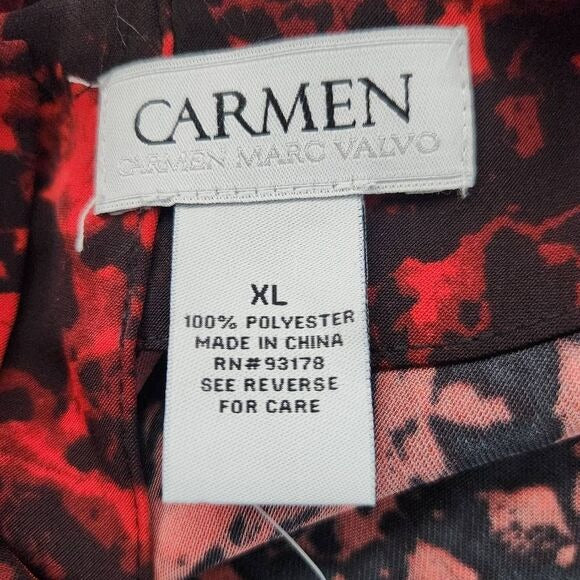 CARMEN
CARMEN MARC VALVO
XL
100% POLYESTER
MADE IN CHINA
RN#93178
SEE REVERSE
FOR CARE